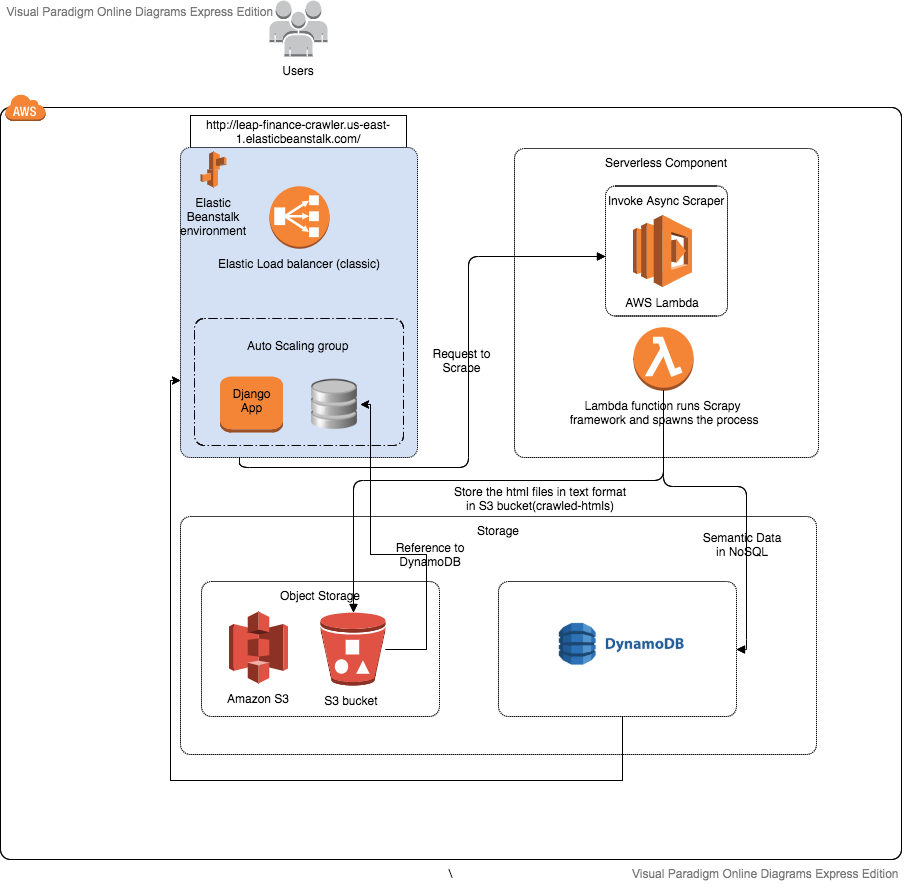 Visual Paradigm Online Diagrams Express Edition
Users
AWS
http://leap-finance-crawler.us-east-
1.elasticbeanstalk.com/
Elastic
Beanstalk
environment
Elastic Load balancer (classic)
Auto Scaling group
Django
App
Serverless Component
Invoke Async Scraper
AWS Lambda
Request to
Scrape
Lambda function runs Scrapy
framework and spawns the process
Store the html files in text format
in S3 bucket(crawled-htmls)
Storage
Reference to
DynamoDB
Semantic Data
in NoSQL
Object Storage
Amazon S3
S3 bucket
DynamoDB
\
Visual Paradigm Online Diagrams Express Edition